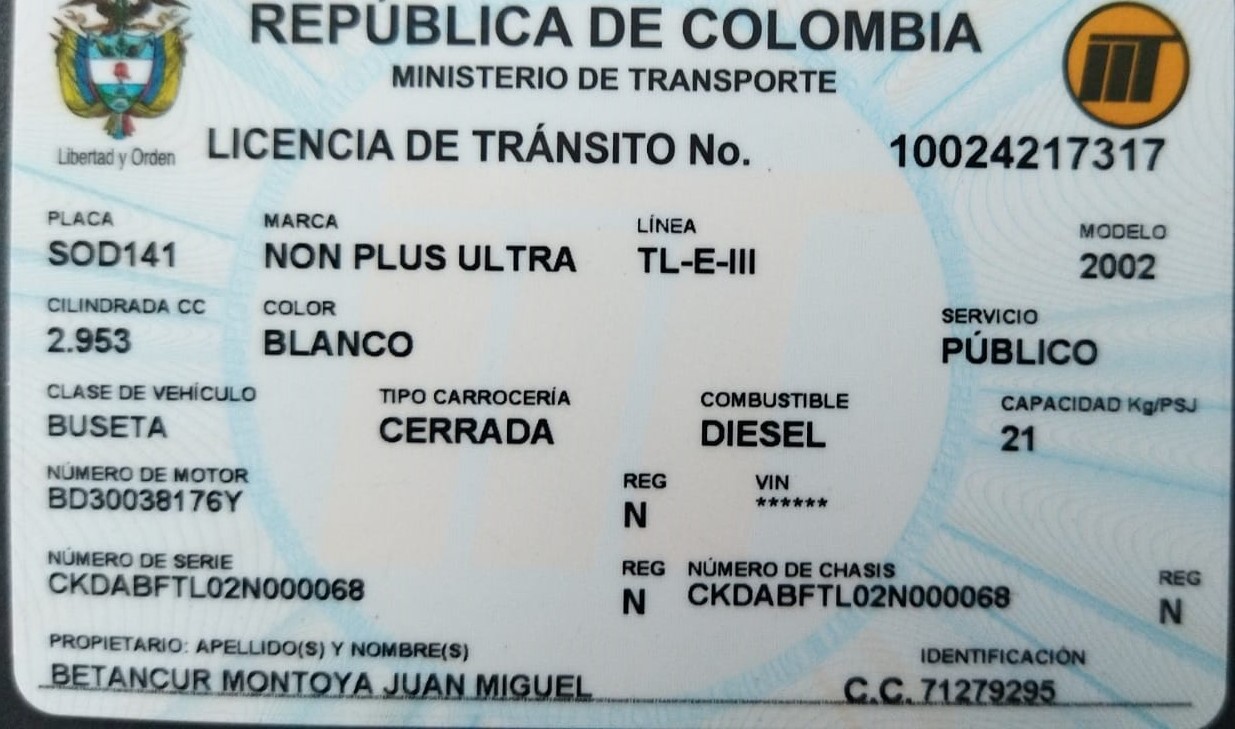 REPÚBLICA DE COLOMBIA
MINISTERIO DE TRANSPORTE
Libertad y Orden
LICENCIA DE TRÁNSITO No. 10024217317
PLACA MARCA LÍNEA MODELO
SOD141 NON PLUS ULTRA TL-E-III 2002
CILINDRADA CC COLOR SERVICIO
2.953 BLANCO PÚBLICO
CLASE DE VEHÍCULO TIPO CARROCERÍA COMBUSTIBLE CAPACIDAD Kg/PSJ
BUSETA CERRADA DIESEL 21
NÚMERO DE MOTOR REG VIN
BD30038176Y N ******
NÚMERO DE SERIE REG NÚMERO DE CHASIS REG
CKDABFTL02N000068 N CKDABFTL02N000068 N
PROPIETARIO: APELLIDO(S) Y NOMBRE(S) IDENTIFICACIÓN
BETANCUR MONTOYA JUAN MIGUEL C.C. 71279295